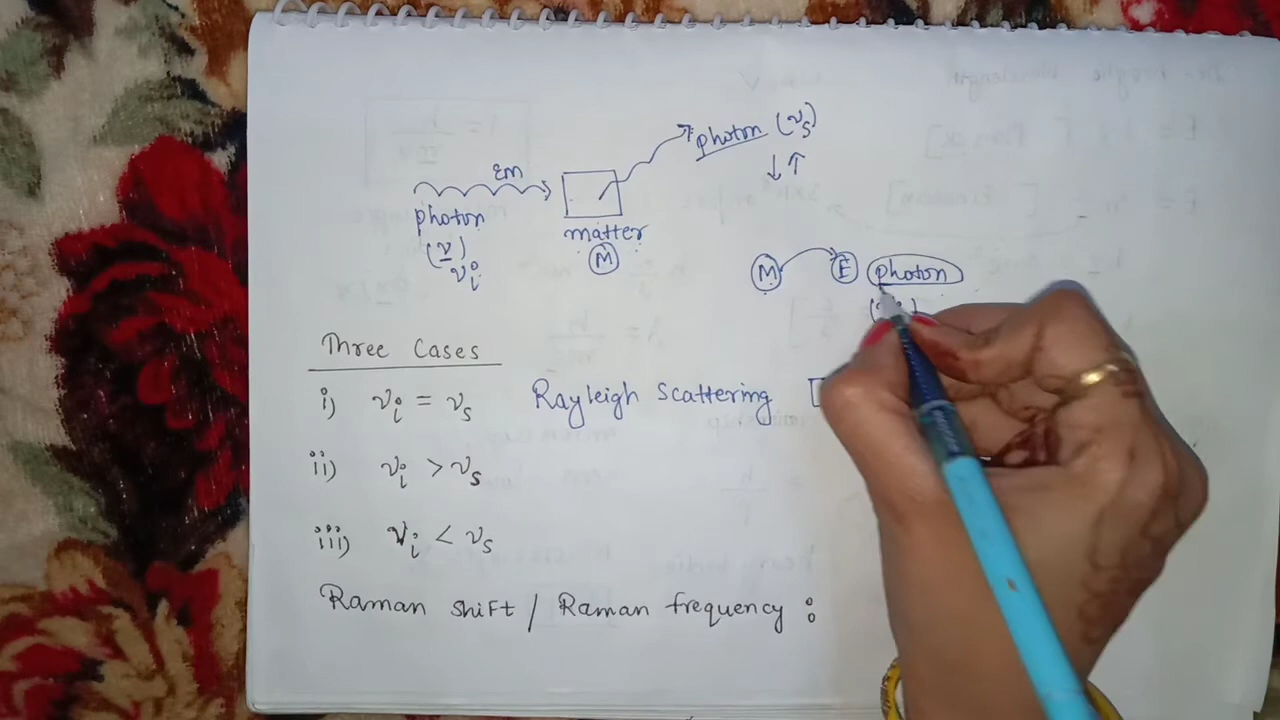 photon (νs)
↓↑
EM
photon
(ν)
νi
matter
(M)
M E photon
Three Cases
i) νi = νs Rayleigh Scattering [
ii) νi > νs
iii) νi < νs
Raman shift / Raman frequency :